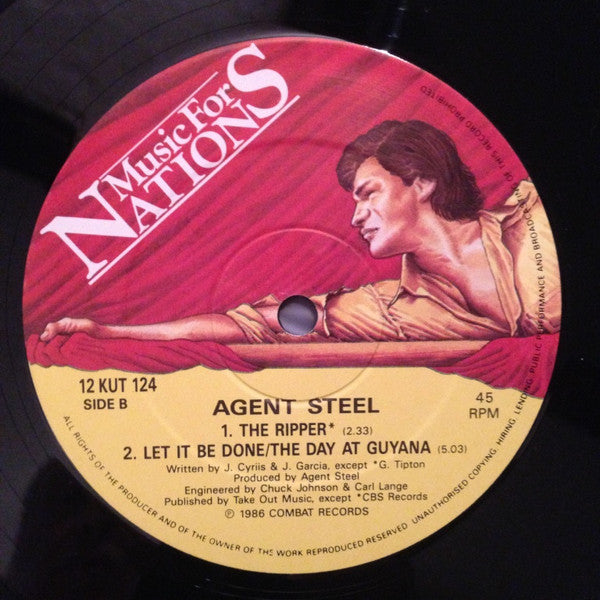 Music For
NATIONS
12 KUT 124
SIDE B
AGENT STEEL
45
RPM
1. THE RIPPER* (2.33)
2. LET IT BE DONE/THE DAY AT GUYANA (5.03)
Written by J. Cyriis & J. Garcia, except *G. Tipton
Produced by Agent Steel
Engineered by Chuck Johnson & Carl Lange
Published by Take Out Music, except *CBS Records
℗ 1986 COMBAT RECORDS
ALL RIGHTS OF THE PRODUCER AND OF THE OWNER OF THE WORK REPRODUCED RESERVED UNAUTHORISED COPYING, HIRING, LENDING, PUBLIC PERFORMANCE AND BROADCASTING OF THIS RECORD PROHIBITED